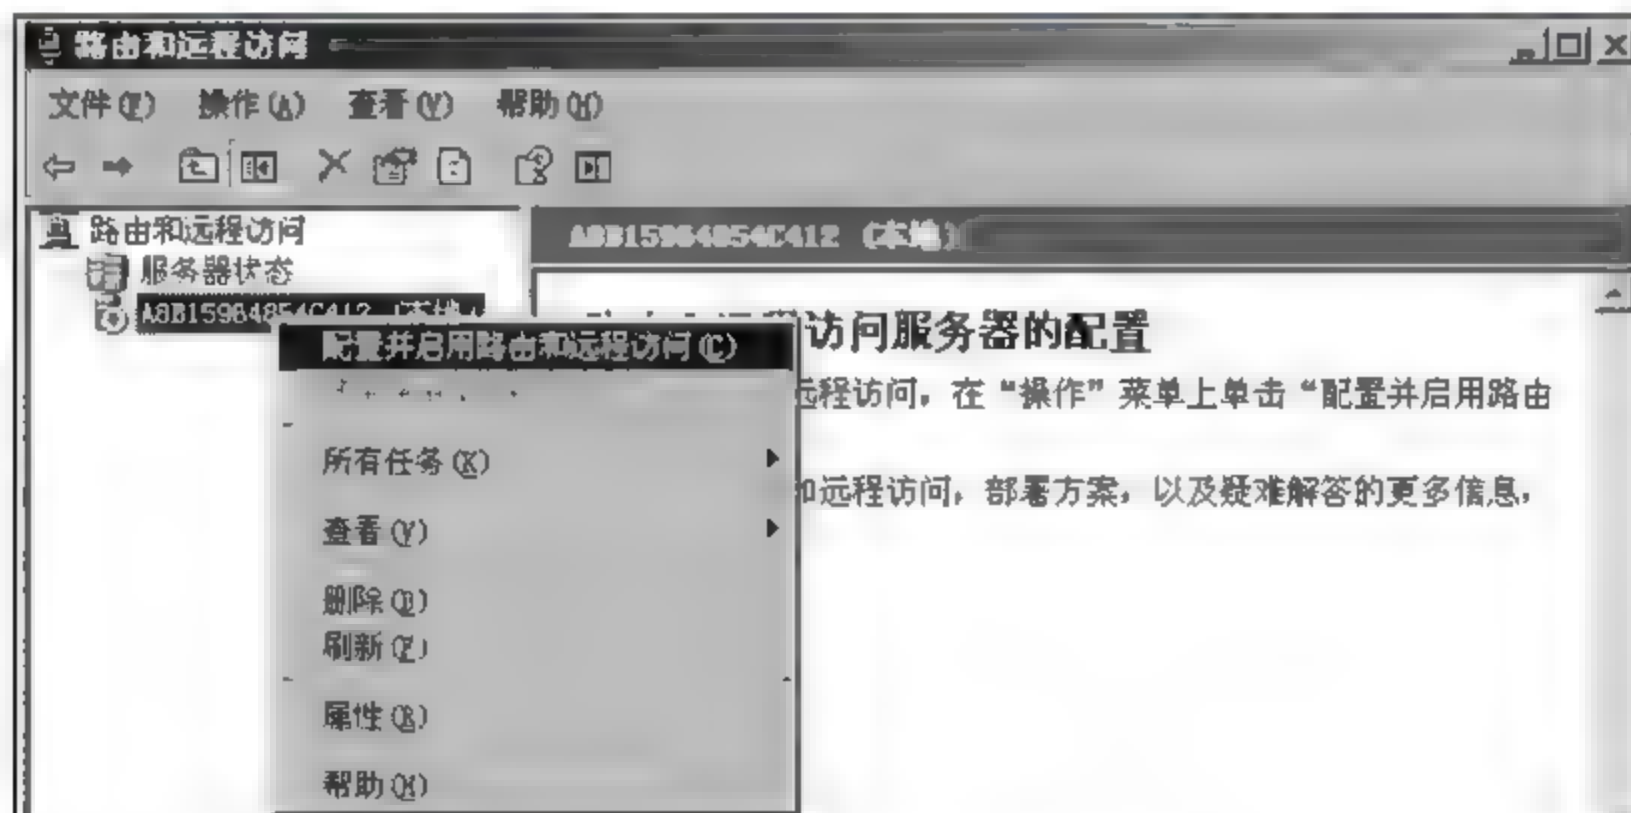 路由和远程访问
文件(F) 操作(A) 查看(V) 帮助(H)
路由和远程访问
服务器状态
(本地)
(本地)
访问服务器的配置
配置并启用路由和远程访问(C)
远程访问，在“操作”菜单上单击“配置并启用路由
所有任务(K)
和远程访问，部署方案，以及疑难解答的更多信息，
查看(V)
删除(D)
刷新(F)
属性(R)
帮助(H)